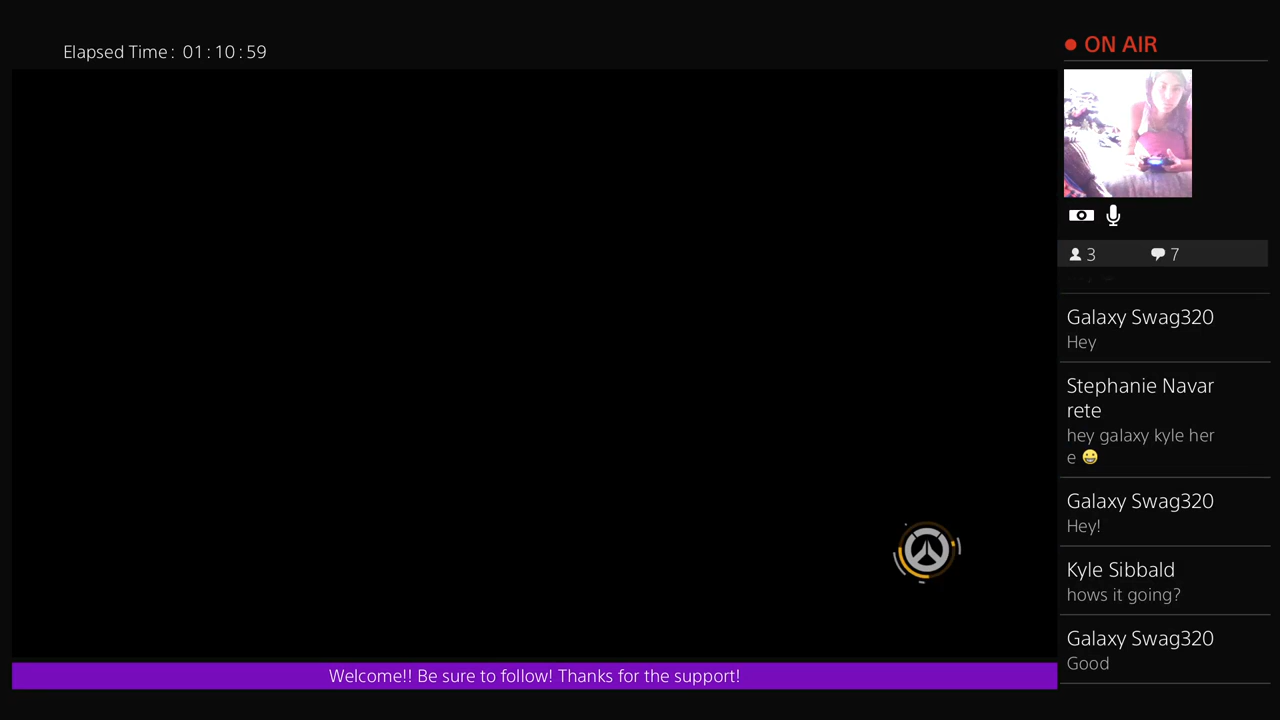 Elapsed Time: 01:10:59
ON AIR
3 7
Galaxy Swag320
Hey
Stephanie Navar
rete
hey galaxy kyle her
e 😀
Galaxy Swag320
Hey!
Kyle Sibbald
hows it going?
Galaxy Swag320
Good
Welcome!! Be sure to follow! Thanks for the support!